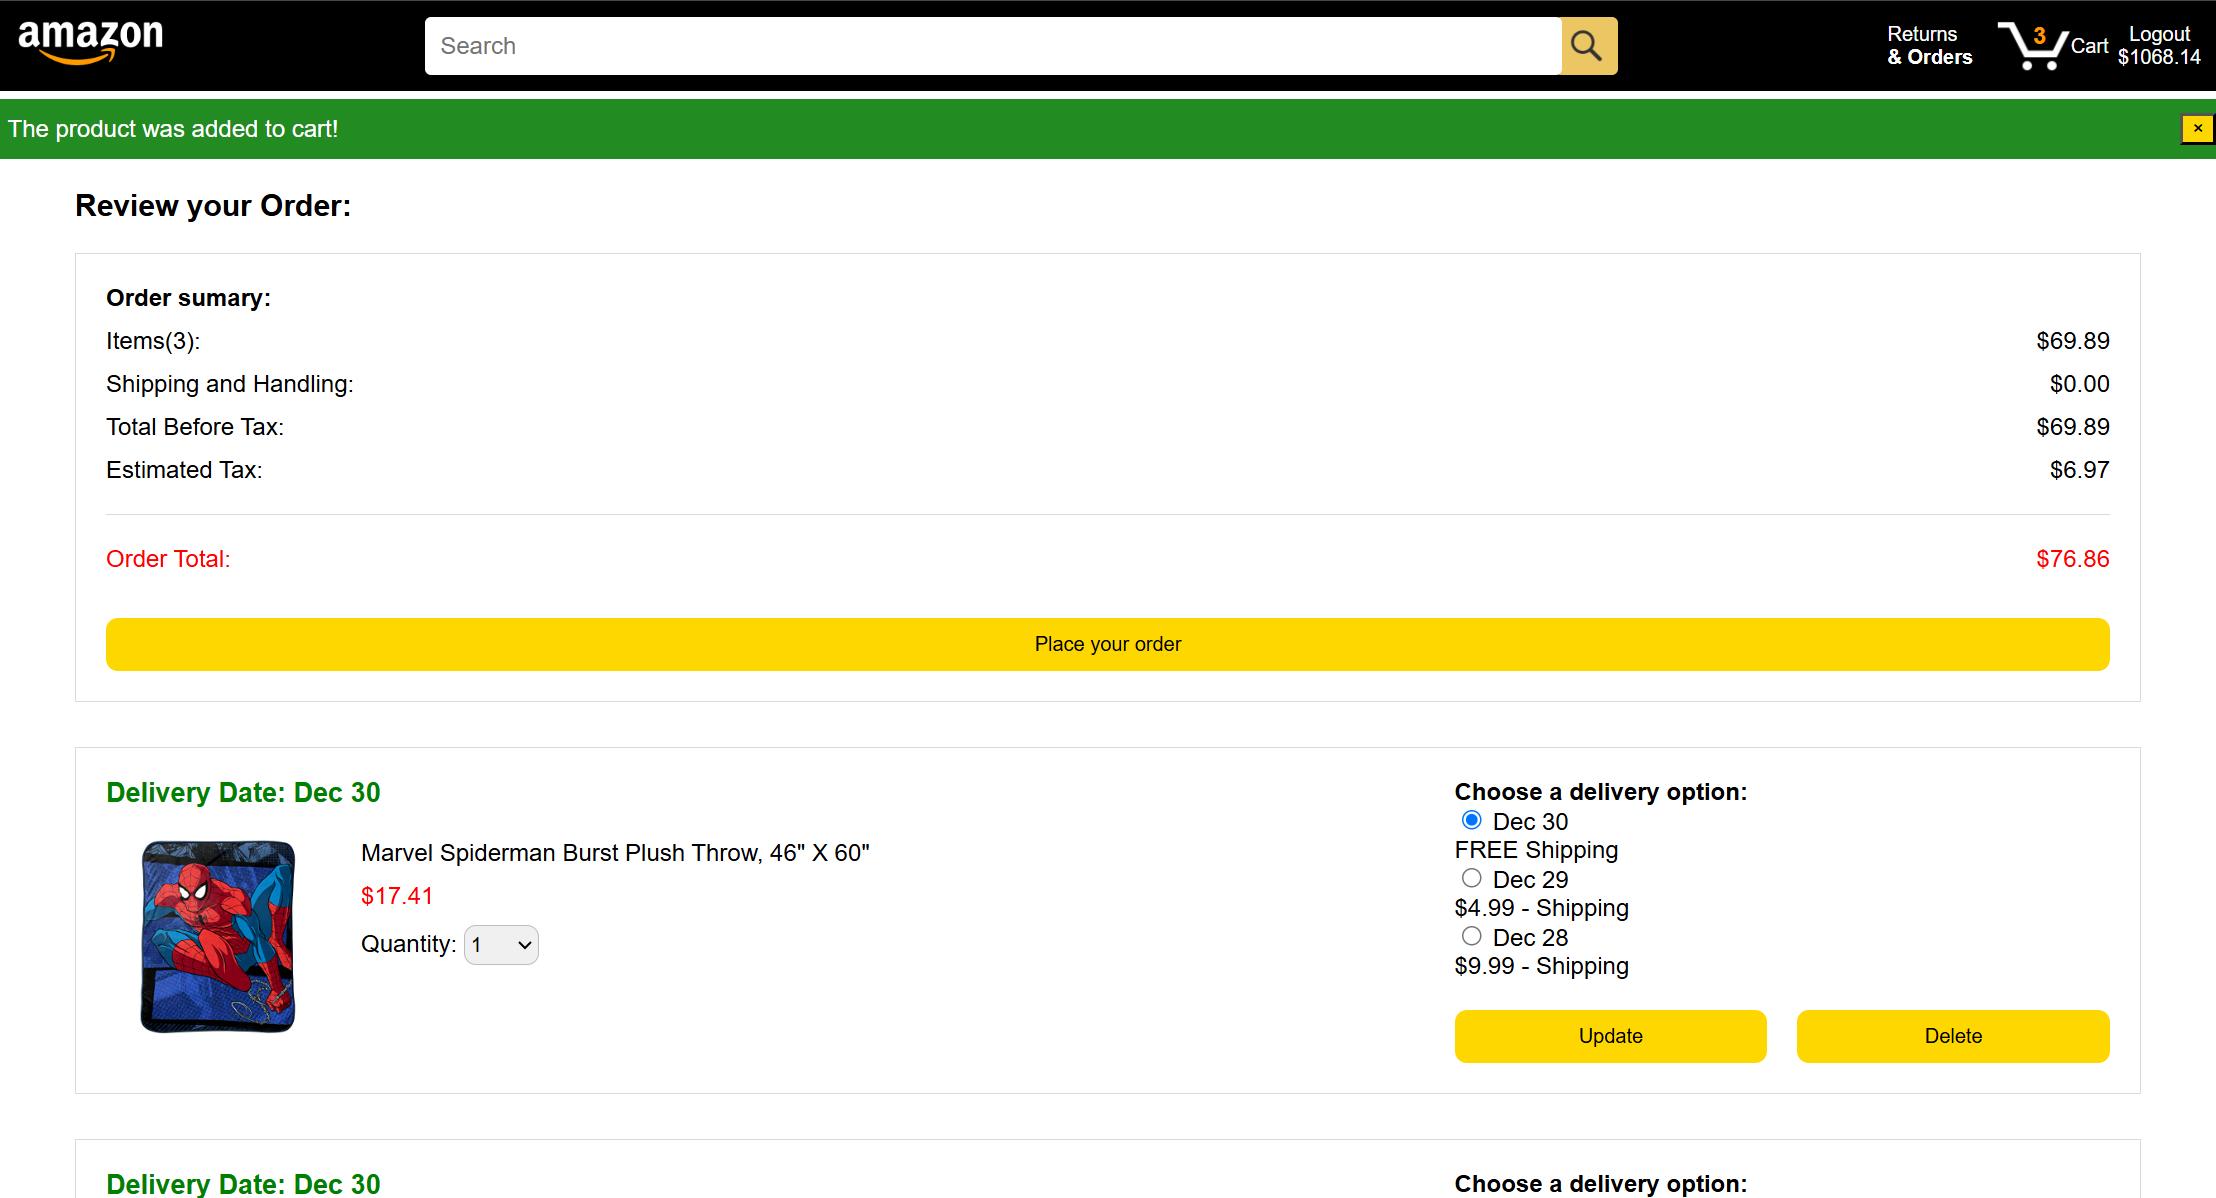 amazon
Search
Returns
& Orders
3
Cart
Logout
$1068.14
The product was added to cart!
×
Review your Order:
Order sumary:
Items(3): $69.89
Shipping and Handling: $0.00
Total Before Tax: $69.89
Estimated Tax: $6.97
Order Total: $76.86
Place your order
Delivery Date: Dec 30
Marvel Spiderman Burst Plush Throw, 46" X 60"
$17.41
Quantity: 1
Choose a delivery option:
Dec 30
FREE Shipping
Dec 29
$4.99 - Shipping
Dec 28
$9.99 - Shipping
Update
Delete
Delivery Date: Dec 30
Choose a delivery option: